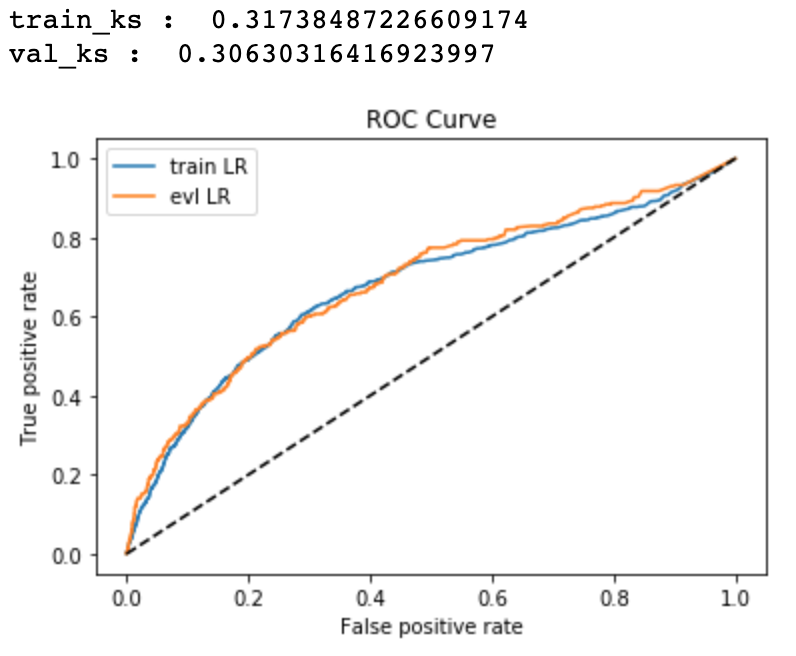 train_ks :  0.31738487226609174
val_ks :  0.30630316416923997
ROC Curve
train LR
evl LR
1.0
0.8
0.6
0.4
0.2
0.0
True positive rate
0.0 0.2 0.4 0.6 0.8 1.0
False positive rate